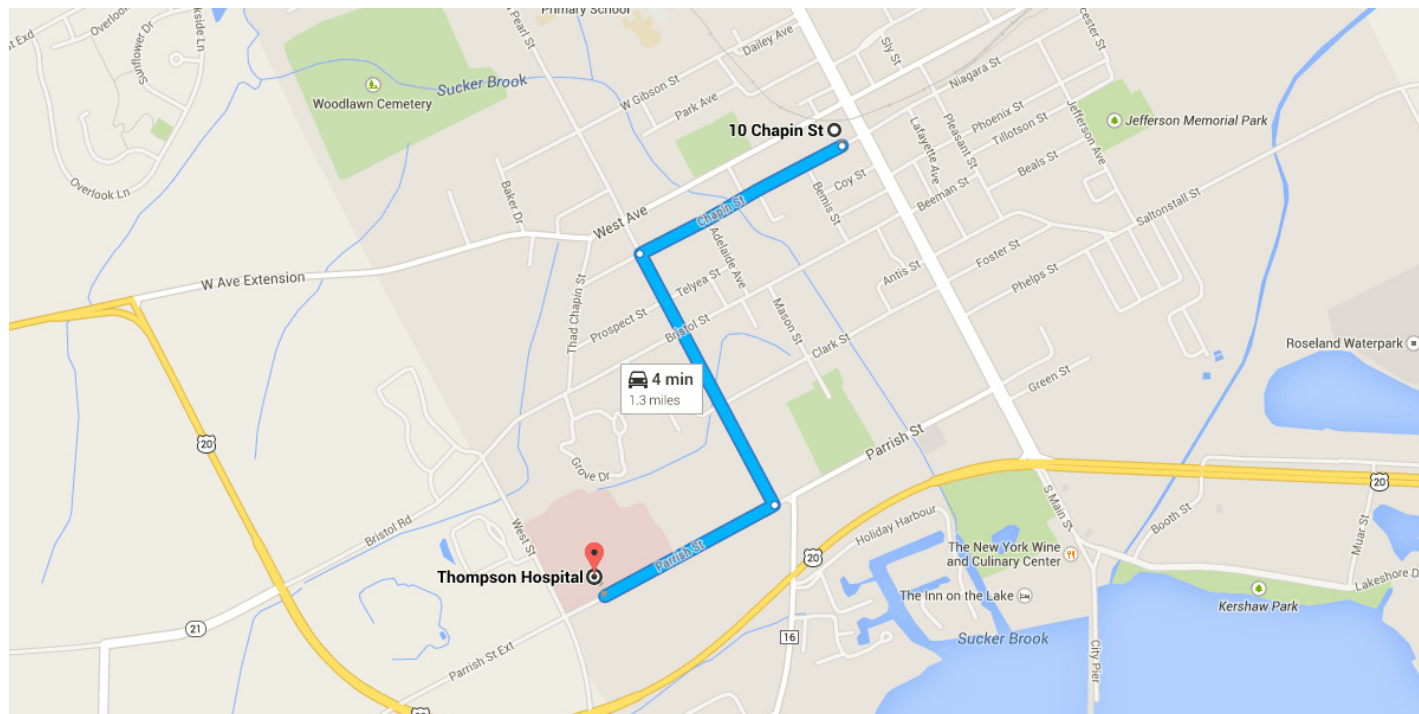 Primary School
Overlook Dr
Sunflower Dr
Pearl St
Dailey Ave
Sly St
Niagara St
Sucker Brook
W Gibson St
Woodlawn Cemetery
Park Ave
Phoenix St
Tillotson St
Jefferson Memorial Park
10 Chapin St
Lafayette Ave
Pleasant St
Jefferson Ave
Beals St
Overlook Ln
Baker Dr
Coy St
Beeman St
Bemis St
Saltonstall St
West Ave
Chapin St
Adelaide Ave
Foster St
W Ave Extension
Telyea St
Antis St
Phelps St
Thad Chapin St
Prospect St
Bristol St
Mason St
Clark St
Roseland Waterpark
4 min
1.3 miles
Green St
20
Parrish St
Grove Dr
20
S Main St
Booth St
Muar St
Bristol Rd
West St
Holiday Harbour
20
The New York Wine
and Culinary Center
Parrish St
Thompson Hospital
Lakeshore D
The Inn on the Lake
Kershaw Park
21
16
Sucker Brook
City Pier
Parrish St Ext